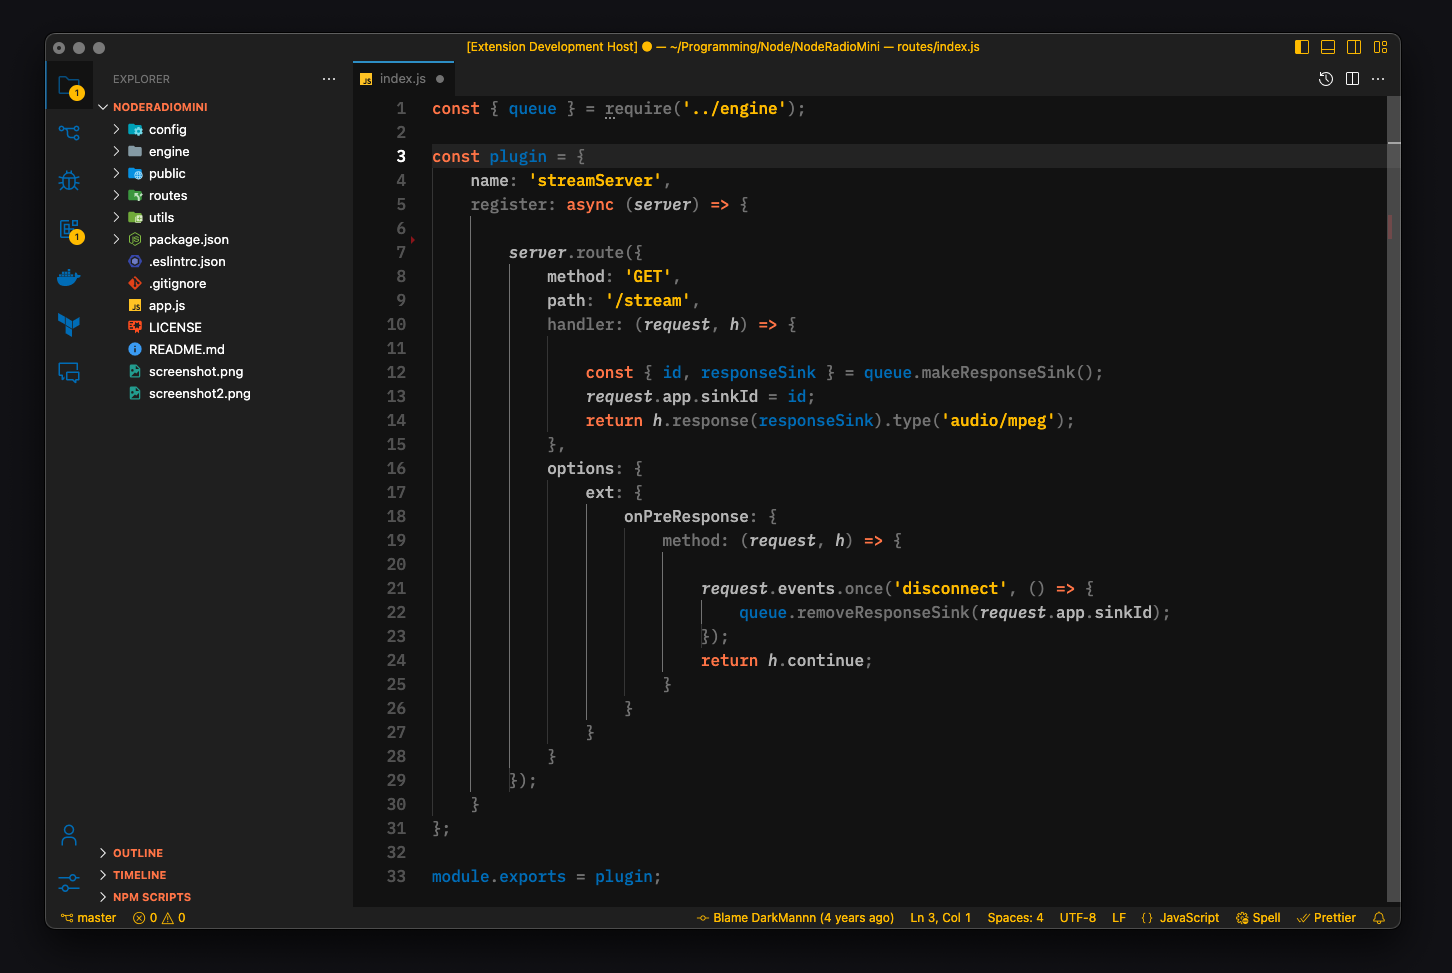 [Extension Development Host] ● — ~/Programming/Node/NodeRadioMini — routes/index.js
EXPLORER
NODERADIOMINI
config
engine
public
routes
utils
package.json
.eslintrc.json
.gitignore
JS app.js
LICENSE
README.md
screenshot.png
screenshot2.png
OUTLINE
TIMELINE
NPM SCRIPTS
1
1
JS index.js
1 const { queue } = require('../engine');
2
3 const plugin = {
4 name: 'streamServer',
5 register: async (server) => {
6
7 server.route({
8 method: 'GET',
9 path: '/stream',
10 handler: (request, h) => {
11
12 const { id, responseSink } = queue.makeResponseSink();
13 request.app.sinkId = id;
14 return h.response(responseSink).type('audio/mpeg');
15 },
16 options: {
17 ext: {
18 onPreResponse: {
19 method: (request, h) => {
20
21 request.events.once('disconnect', () => {
22 queue.removeResponseSink(request.app.sinkId);
23 });
24 return h.continue;
25 }
26 }
27 }
28 }
29 });
30 }
31 };
32
33 module.exports = plugin;
master 0 0 Blame DarkMannn (4 years ago) Ln 3, Col 1 Spaces: 4 UTF-8 LF {} JavaScript Spell Prettier